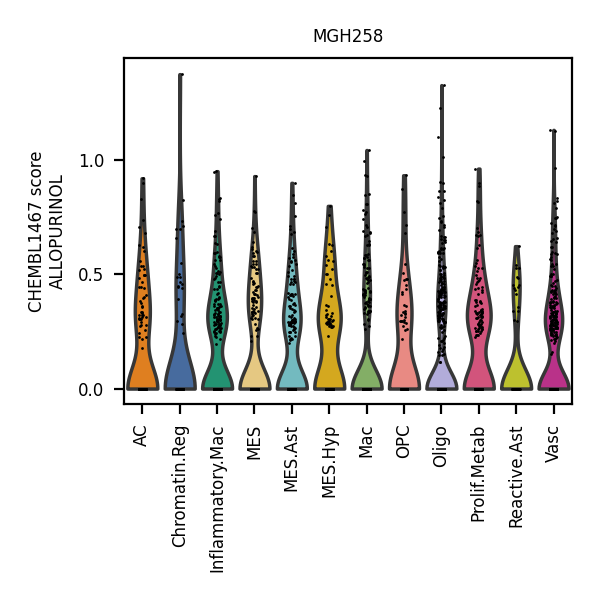 MGH258
CHEMBL1467 score
ALLOPURINOL
1.0
0.5
0.0
AC
Chromatin.Reg
Inflammatory.Mac
MES
MES.Ast
MES.Hyp
Mac
OPC
Oligo
Prolif.Metab
Reactive.Ast
Vasc